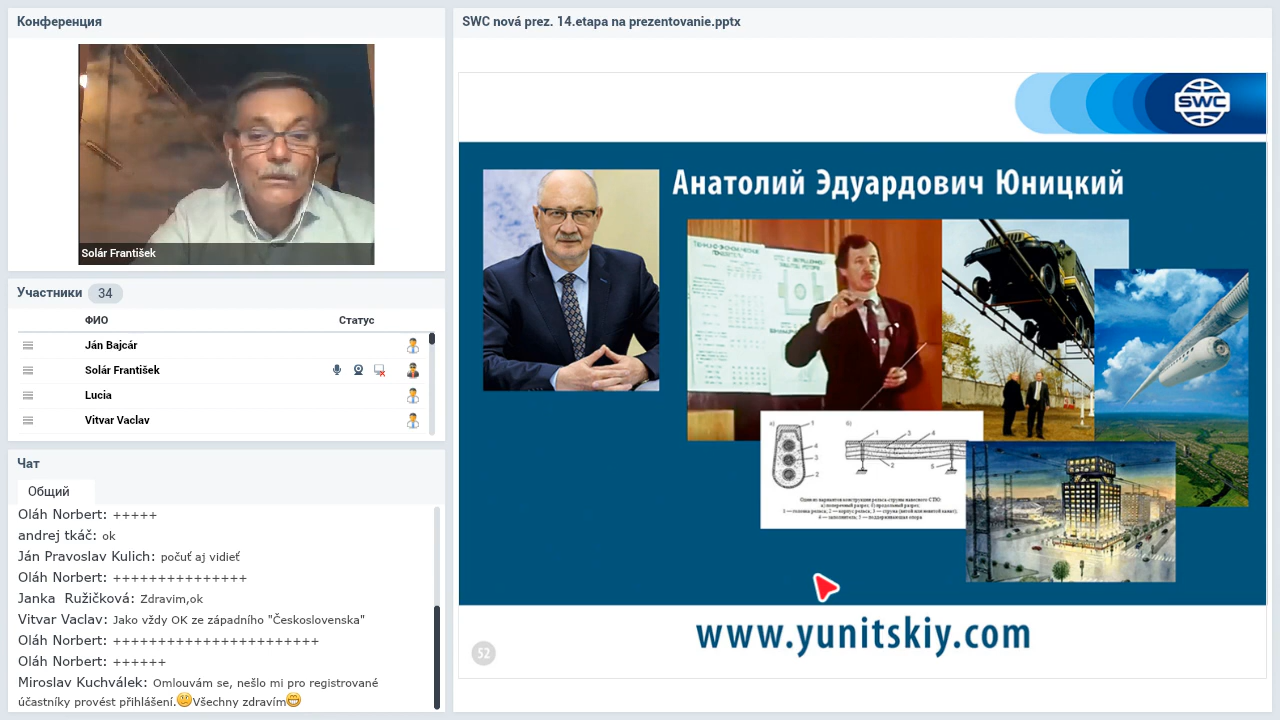 Конференция
Solár František
Участники 34
ФИО Статус
Ján Bajcár
Solár František
Lucia
Vitvar Vaclav
Чат
Общий
Oláh Norbert: +++++
andrej tkáč: ok
Ján Pravoslav Kulich: počuť aj vidieť
Oláh Norbert: +++++++++++++++
Janka Ružičková: Zdravim,ok
Vitvar Vaclav: Jako vždy OK ze západního "Československa"
Oláh Norbert: +++++++++++++++++++++++
Oláh Norbert: ++++++
Miroslav Kuchválek: Omlouvám se, nešlo mi pro registrované
účastníky provést přihlášení. Všechny zdravím
SWC nová prez. 14.etapa na prezentovanie.pptx
SWC
Анатолий Эдуардович Юницкий
www.yunitskiy.com
52